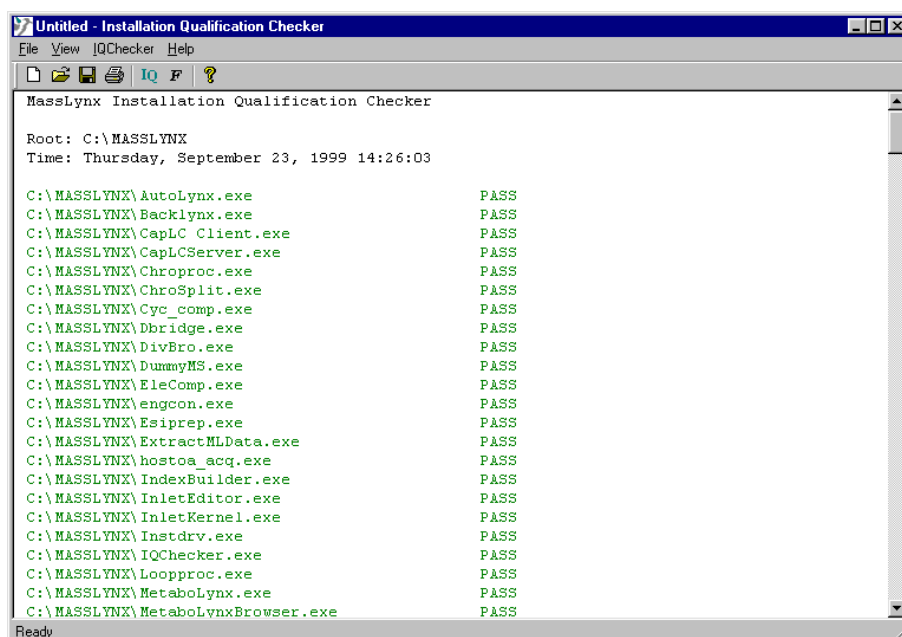 Untitled - Installation Qualification Checker
File View IQChecker Help
IQ F ?
MassLynx Installation Qualification Checker
Root: C:\MASSLYNX
Time: Thursday, September 23, 1999 14:26:03
C:\MASSLYNX\AutoLynx.exe PASS
C:\MASSLYNX\Backlynx.exe PASS
C:\MASSLYNX\CapLC Client.exe PASS
C:\MASSLYNX\CapLCServer.exe PASS
C:\MASSLYNX\Chroproc.exe PASS
C:\MASSLYNX\ChroSplit.exe PASS
C:\MASSLYNX\Cyc_comp.exe PASS
C:\MASSLYNX\Dbridge.exe PASS
C:\MASSLYNX\DivBro.exe PASS
C:\MASSLYNX\DummyMS.exe PASS
C:\MASSLYNX\EleComp.exe PASS
C:\MASSLYNX\engcon.exe PASS
C:\MASSLYNX\Esiprep.exe PASS
C:\MASSLYNX\ExtractMLData.exe PASS
C:\MASSLYNX\hostoa_acq.exe PASS
C:\MASSLYNX\IndexBuilder.exe PASS
C:\MASSLYNX\InletEditor.exe PASS
C:\MASSLYNX\InletKernel.exe PASS
C:\MASSLYNX\Instdrv.exe PASS
C:\MASSLYNX\IQChecker.exe PASS
C:\MASSLYNX\Loopproc.exe PASS
C:\MASSLYNX\MetaboLynx.exe PASS
C:\MASSLYNX\MetaboLynxBrowser.exe PASS
Ready